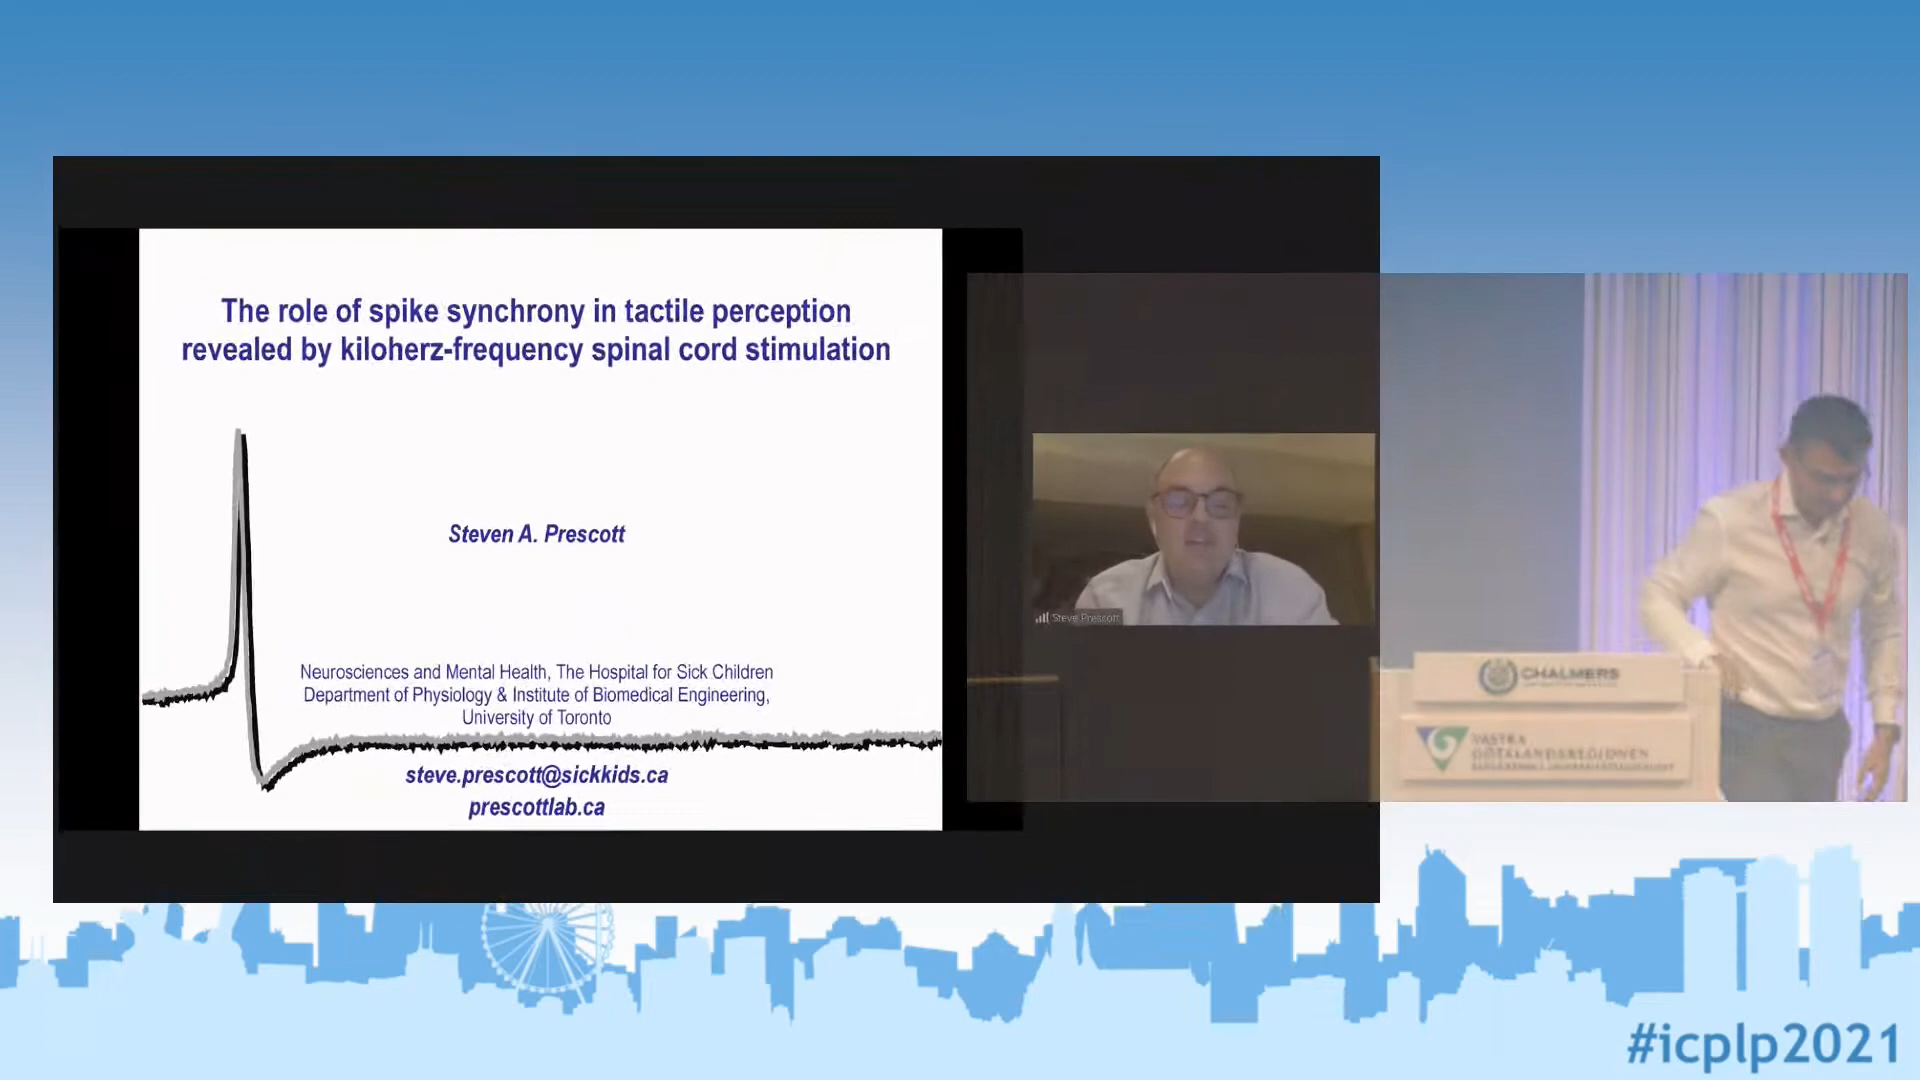 The role of spike synchrony in tactile perception
revealed by kiloherz-frequency spinal cord stimulation
Steven A. Prescott
Neurosciences and Mental Health, The Hospital for Sick Children
Department of Physiology & Institute of Biomedical Engineering,
University of Toronto
steve.prescott@sickkids.ca
prescottlab.ca
Steve Prescott
CHALMERS
VÄSTRA
GÖTALANDSREGIONEN
#icplp2021